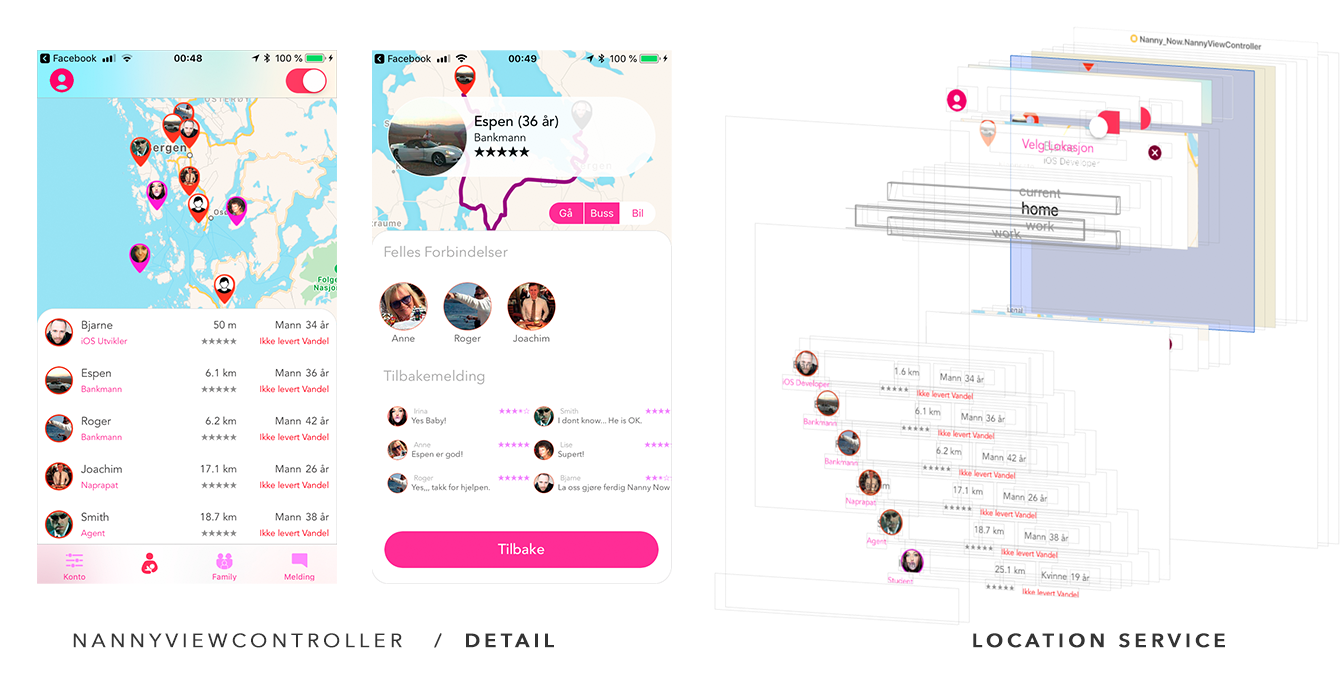 Facebook 00:48 100 %
OSTERØY
ergen
Os
Folge
Nasjo
Bjarne 50 m Mann 34 år
iOS Utvikler ★★★★★ Ikke levert Vandel
Espen 6.1 km Mann 36 år
Bankmann ★★★★★ Ikke levert Vandel
Roger 6.2 km Mann 42 år
Bankmann ★★★★★ Ikke levert Vandel
Joachim 17.1 km Mann 26 år
Naprapat ★★★★★ Ikke levert Vandel
Smith 18.7 km Mann 38 år
Agent ★★★★★ Ikke levert Vandel
Konto Family Melding
Facebook 00:49 100 %
Espen (36 år)
Bankmann
★★★★★
ergen
raume
Gå Buss Bil
Felles Forbindelser
Anne Roger Joachim
Tilbakemelding
Irina ★★★★☆ Smith ★★★★
Yes Baby! I dont know... He is OK.
Anne ★★★★★ Lise ★★★★
Espen er god! Supert!
Roger ★★★★★ Bjarne ★★★☆
Yes,,, takk for hjelpen. La oss gjøre ferdig Nanny Now
Tilbake
Nanny_Now.NannyViewController
Velg Lokasjon
iOS Developer
current
home
work
work
1.6 km Mann 34 år
iOS Developer ★★★★★ Ikke levert Vandel
6.1 km Mann 36 år
Bankmann ★★★★★ Ikke levert Vandel
6.2 km Mann 42 år
Bankmann ★★★★★ Ikke levert Vandel
17.1 km Mann 26 år
Naprapat ★★★★★ Ikke levert Vandel
18.7 km Mann 38 år
Agent ★★★★★ Ikke levert Vandel
25.1 km Kvinne 19 år
Student ★★★★★ Ikke levert Vandel
NANNYVIEWCONTROLLER / DETAIL
LOCATION SERVICE